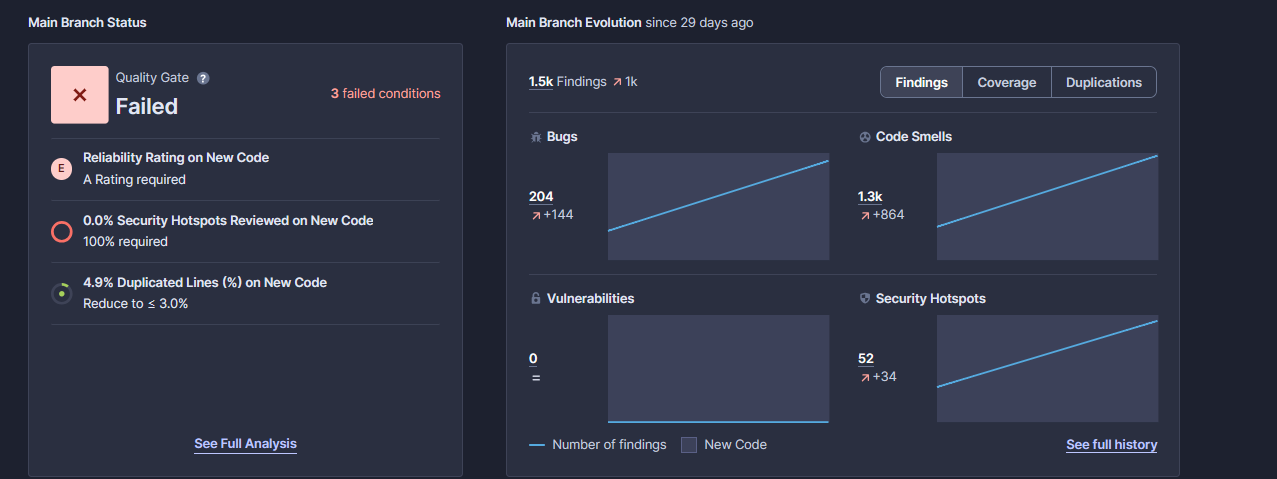 Main Branch Status
Quality Gate ?
Failed
3 failed conditions
E
Reliability Rating on New Code
A Rating required
0.0% Security Hotspots Reviewed on New Code
100% required
4.9% Duplicated Lines (%) on New Code
Reduce to ≤ 3.0%
See Full Analysis
Main Branch Evolution since 29 days ago
1.5k Findings 1k
Findings Coverage Duplications
Bugs
204
+144
Code Smells
1.3k
+864
Vulnerabilities
0
=
Security Hotspots
52
+34
Number of findings New Code
See full history